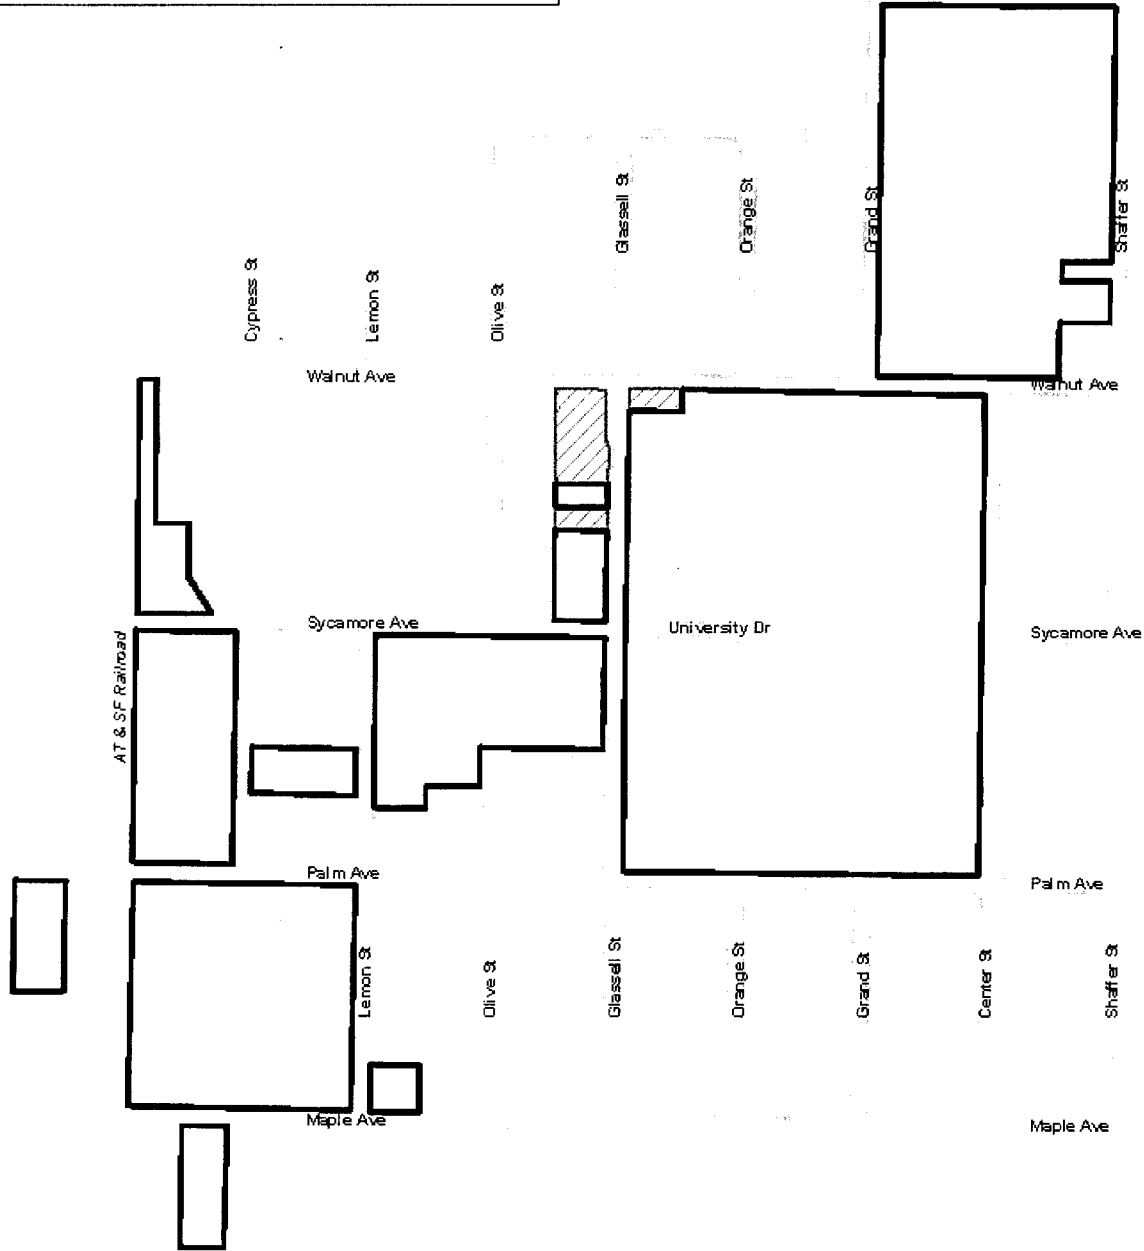 Glassell St
Orange St
Grand St
Shaffer St
Cypress St
Lemon St
Olive St
Walnut Ave
Walnut Ave
Sycamore Ave
University Dr
Sycamore Ave
AT & SF Railroad
Palm Ave
Palm Ave
Lemon St
Olive St
Glassell St
Orange St
Grand St
Center St
Shaffer St
Maple Ave
Maple Ave